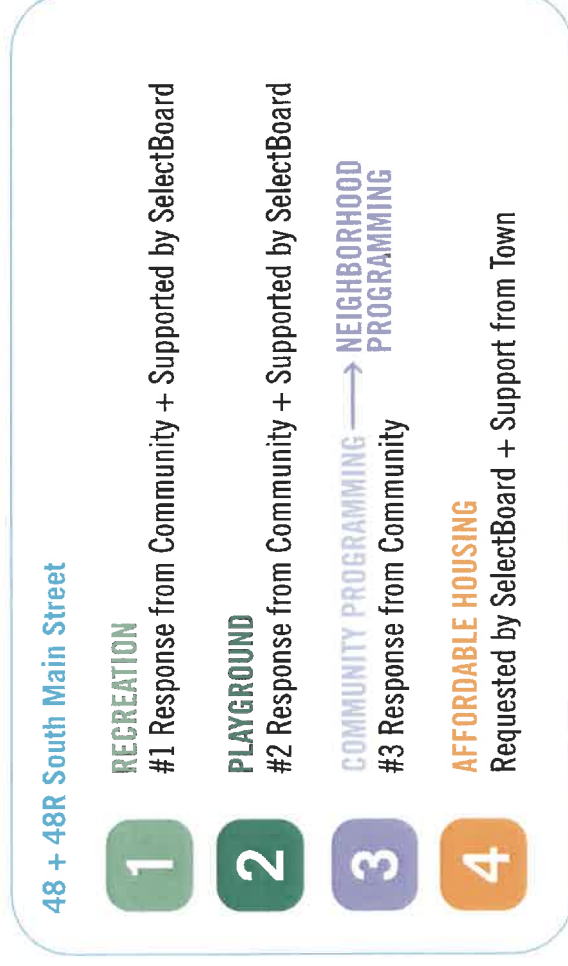 48 + 48R South Main Street
1
RECREATION
#1 Response from Community + Supported by SelectBoard
2
PLAYGROUND
#2 Response from Community + Supported by SelectBoard
3
COMMUNITY PROGRAMMING → NEIGHBORHOOD
PROGRAMMING
#3 Response from Community
4
AFFORDABLE HOUSING
Requested by SelectBoard + Support from Town